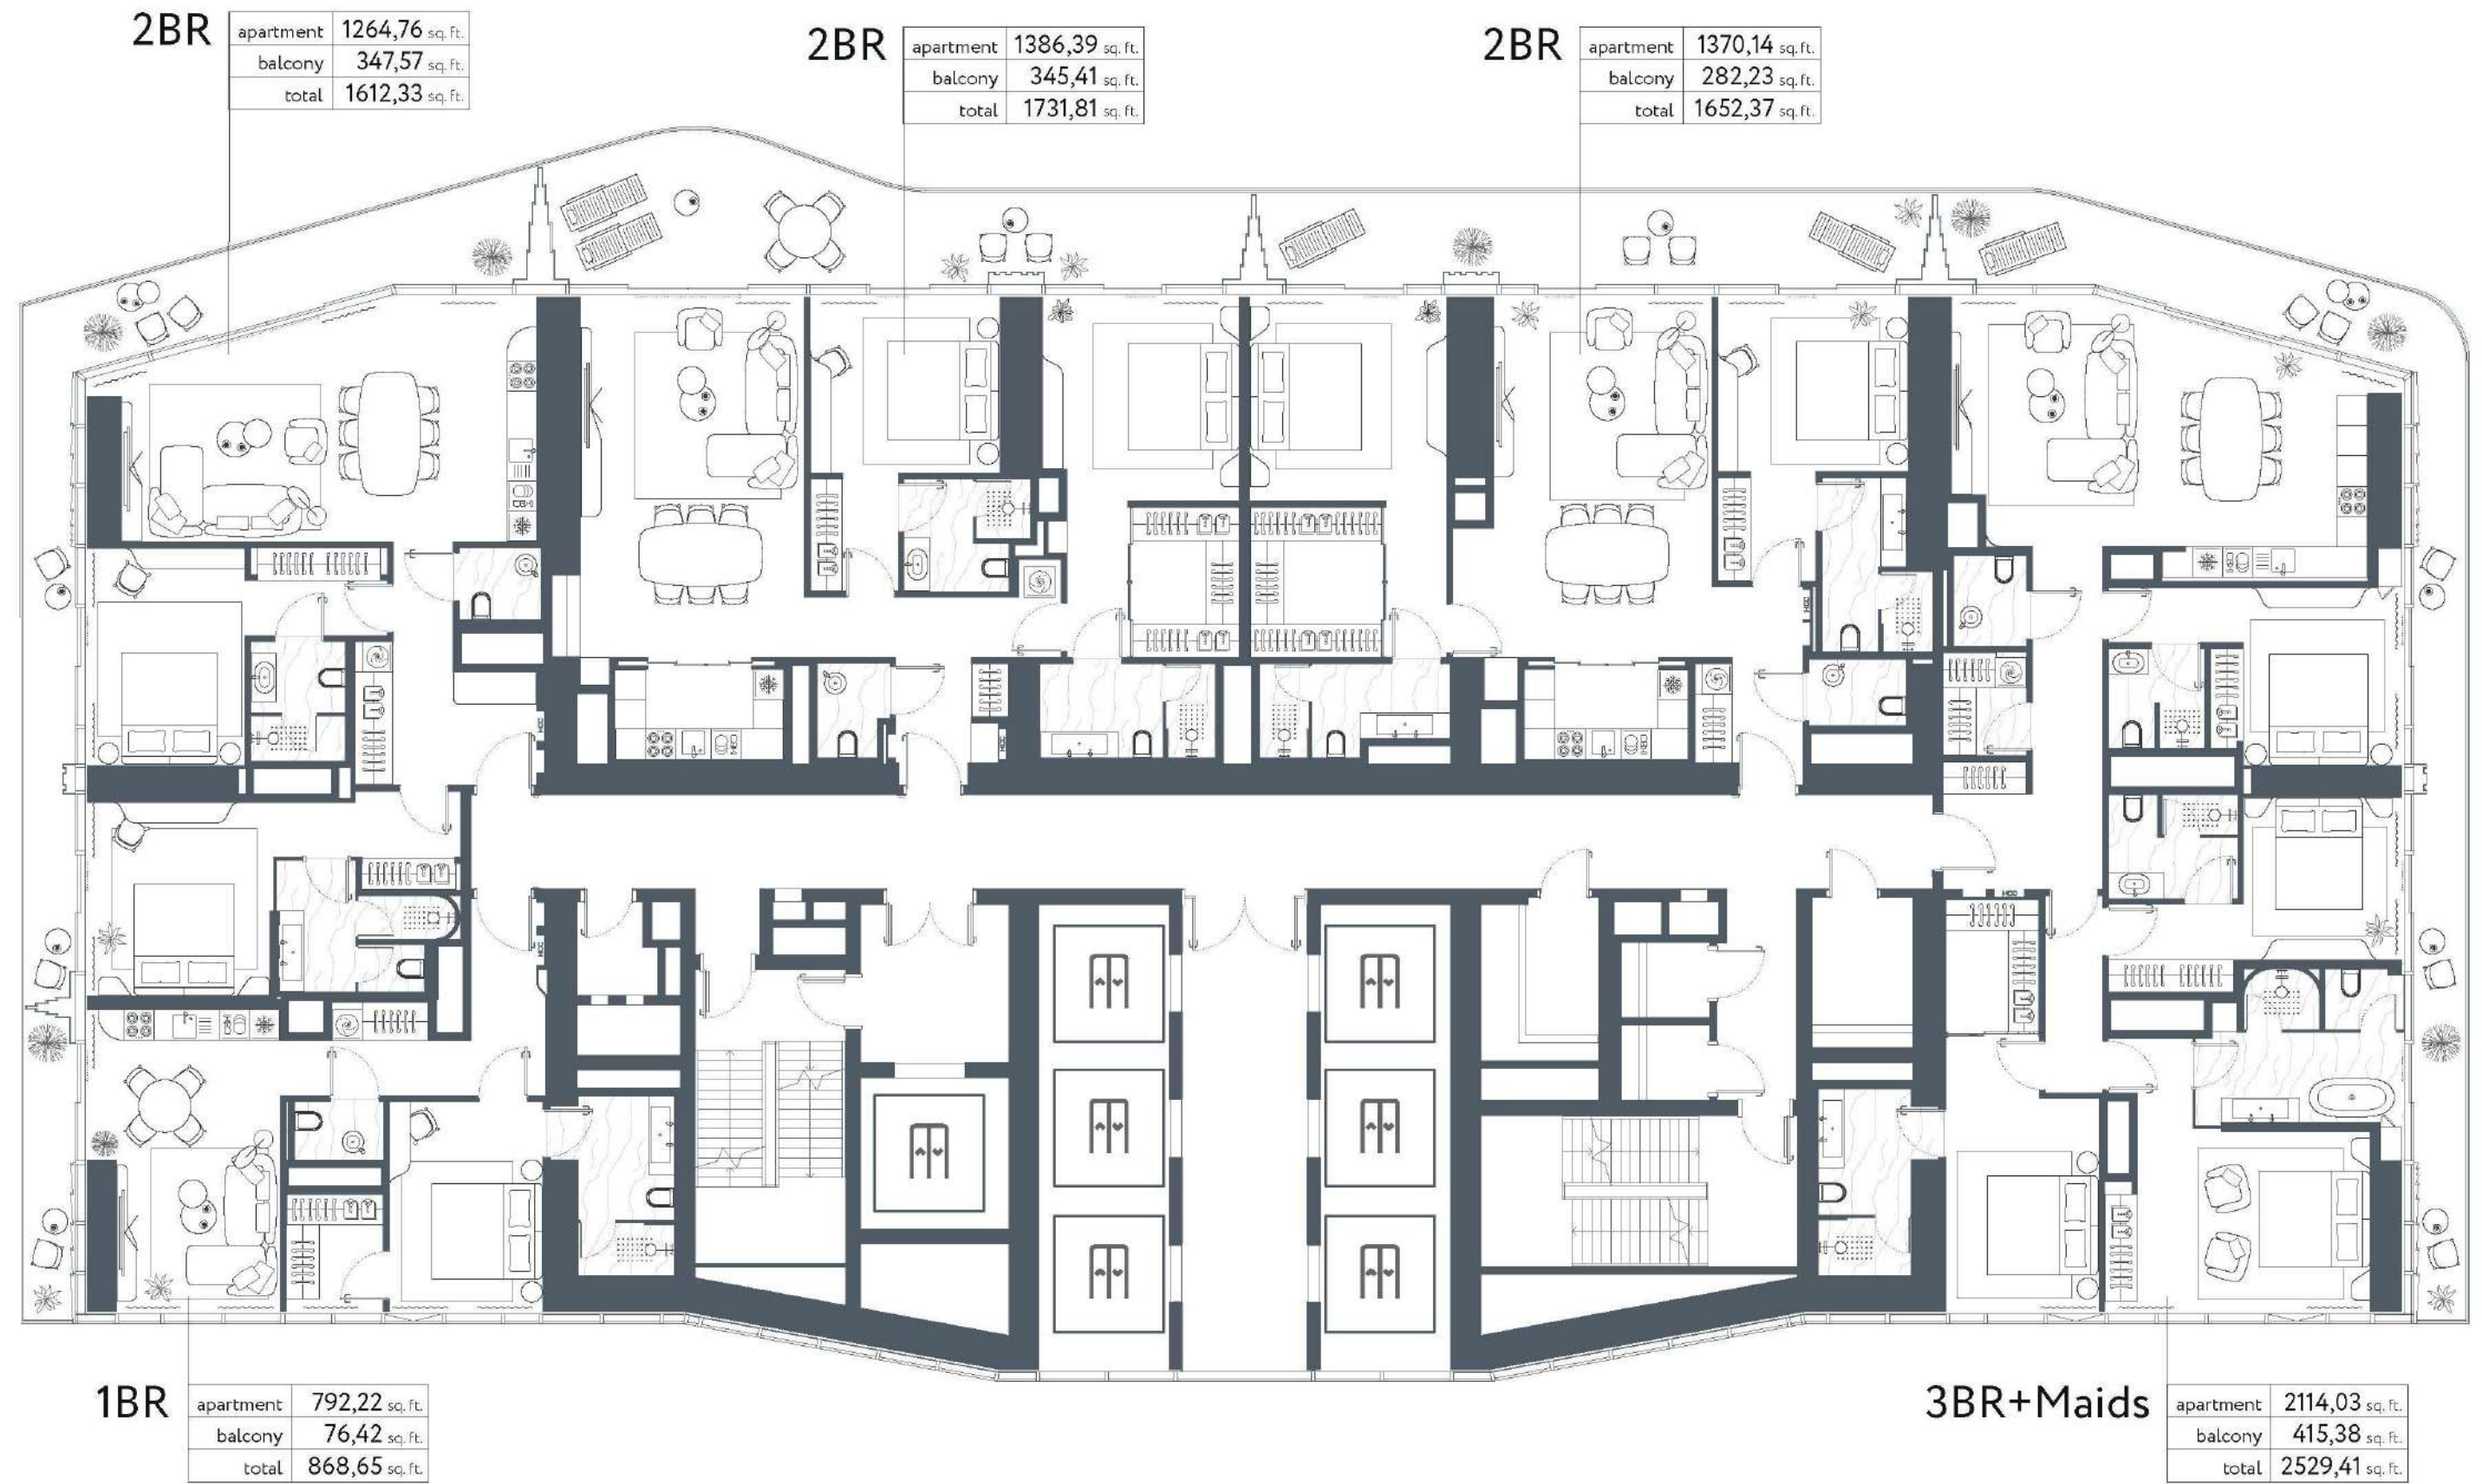 2BR
apartment 1264,76 sq. ft.
balcony 347,57 sq. ft.
total 1612,33 sq. ft.
2BR
apartment 1386,39 sq. ft.
balcony 345,41 sq. ft.
total 1731,81 sq. ft.
2BR
apartment 1370,14 sq. ft.
balcony 282,23 sq. ft.
total 1652,37 sq. ft.
1BR
apartment 792,22 sq. ft.
balcony 76,42 sq. ft.
total 868,65 sq. ft.
3BR+Maids
apartment 2114,03 sq. ft.
balcony 415,38 sq. ft.
total 2529,41 sq. ft.